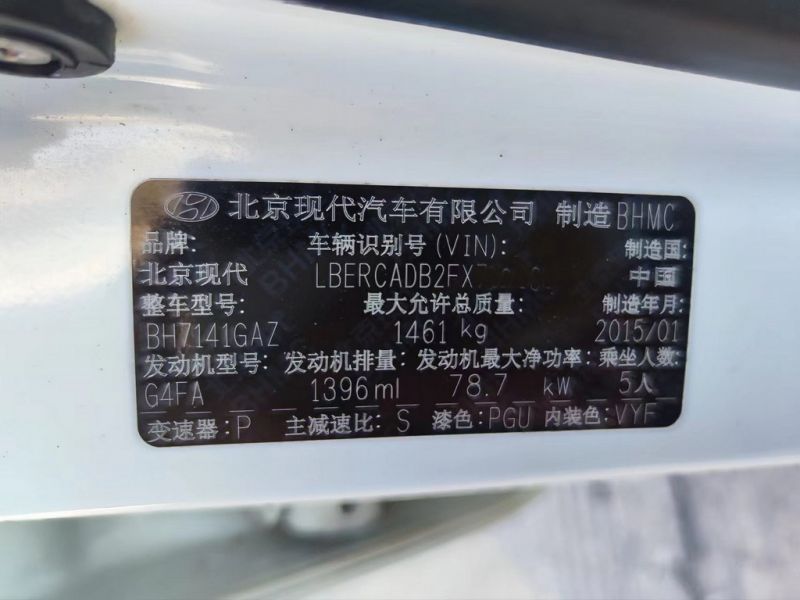 北京现代汽车有限公司 制造 BHMC
品牌: 车辆识别号(VIN): 制造国:
北京现代 LBERCADB2FX 中国
整车型号: 最大允许总质量: 制造年月:
BH7141GAZ 1461 kg 2015/01
发动机型号: 发动机排量: 发动机最大净功率: 乘坐人数:
G4FA 1396ml 78.7 kW 5人
变速器:P 主减速比:S 漆色:PGU 内装色:VYF